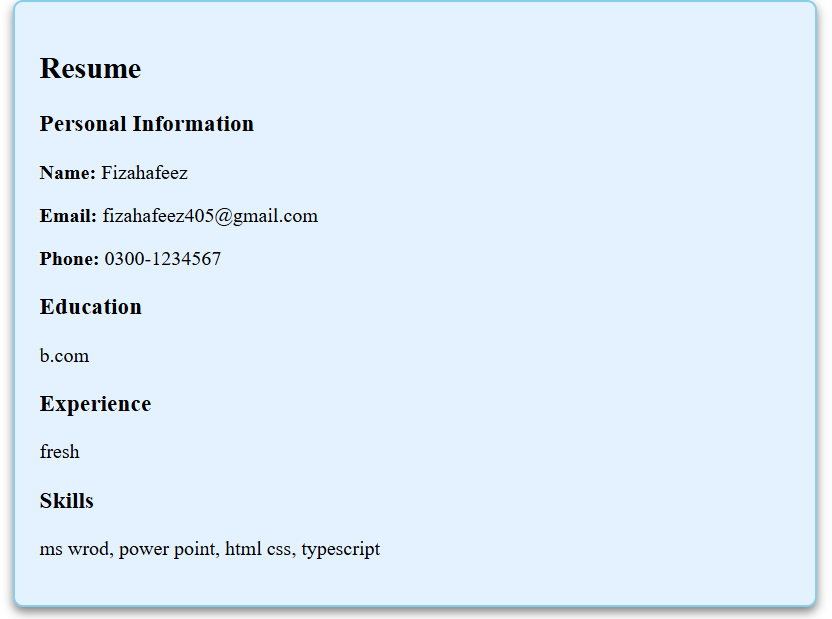 Resume
Personal Information
Name: Fizahafeez
Email: fizahafeez405@gmail.com
Phone: 0300-1234567
Education
b.com
Experience
fresh
Skills
ms wrod, power point, html css, typescript